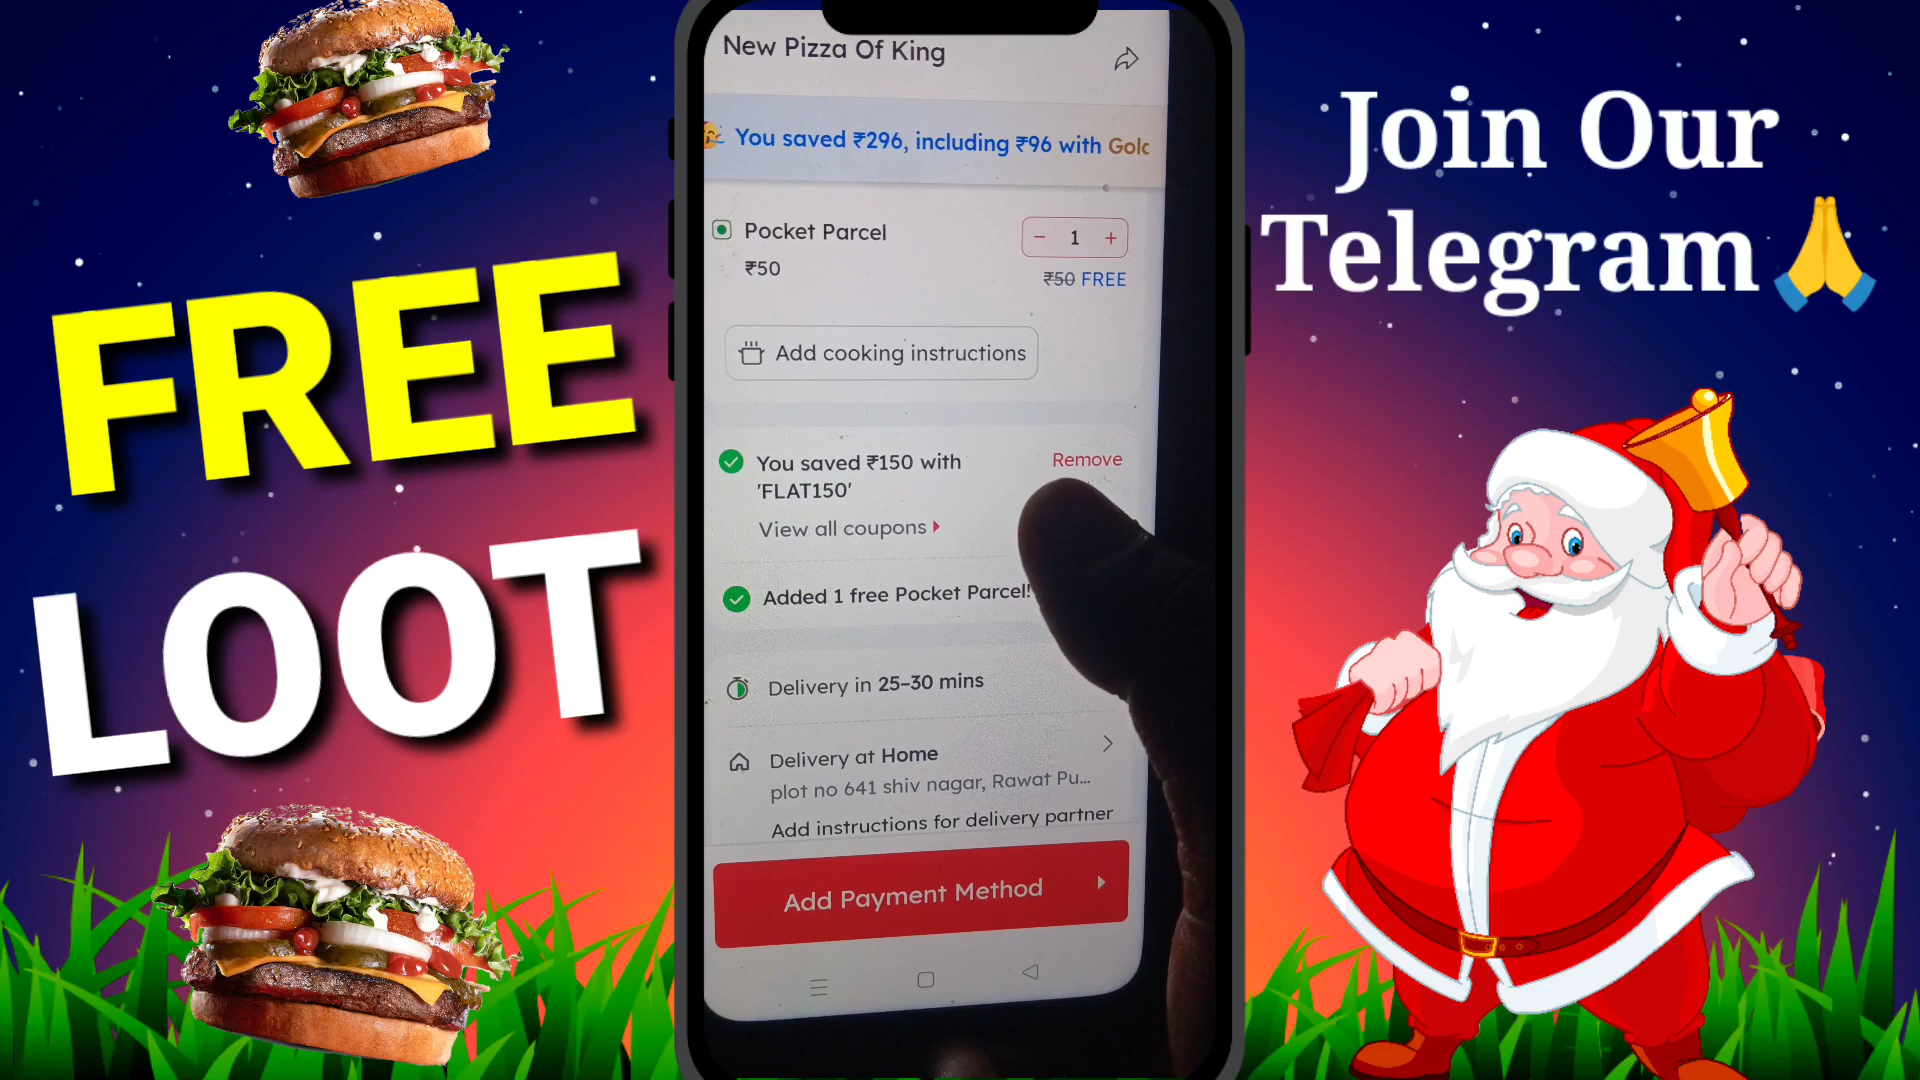 FREE
LOOT
New Pizza Of King
You saved ₹296, including ₹96 with Gold
Pocket Parcel
− 1 +
₹50
₹50 FREE
Add cooking instructions
You saved ₹150 with
'FLAT150'
Remove
View all coupons
Added 1 free Pocket Parcel!
Delivery in 25–30 mins
Delivery at Home
plot no 641 shiv nagar, Rawat Pu...
Add instructions for delivery partner
Add Payment Method
Join Our
Telegram